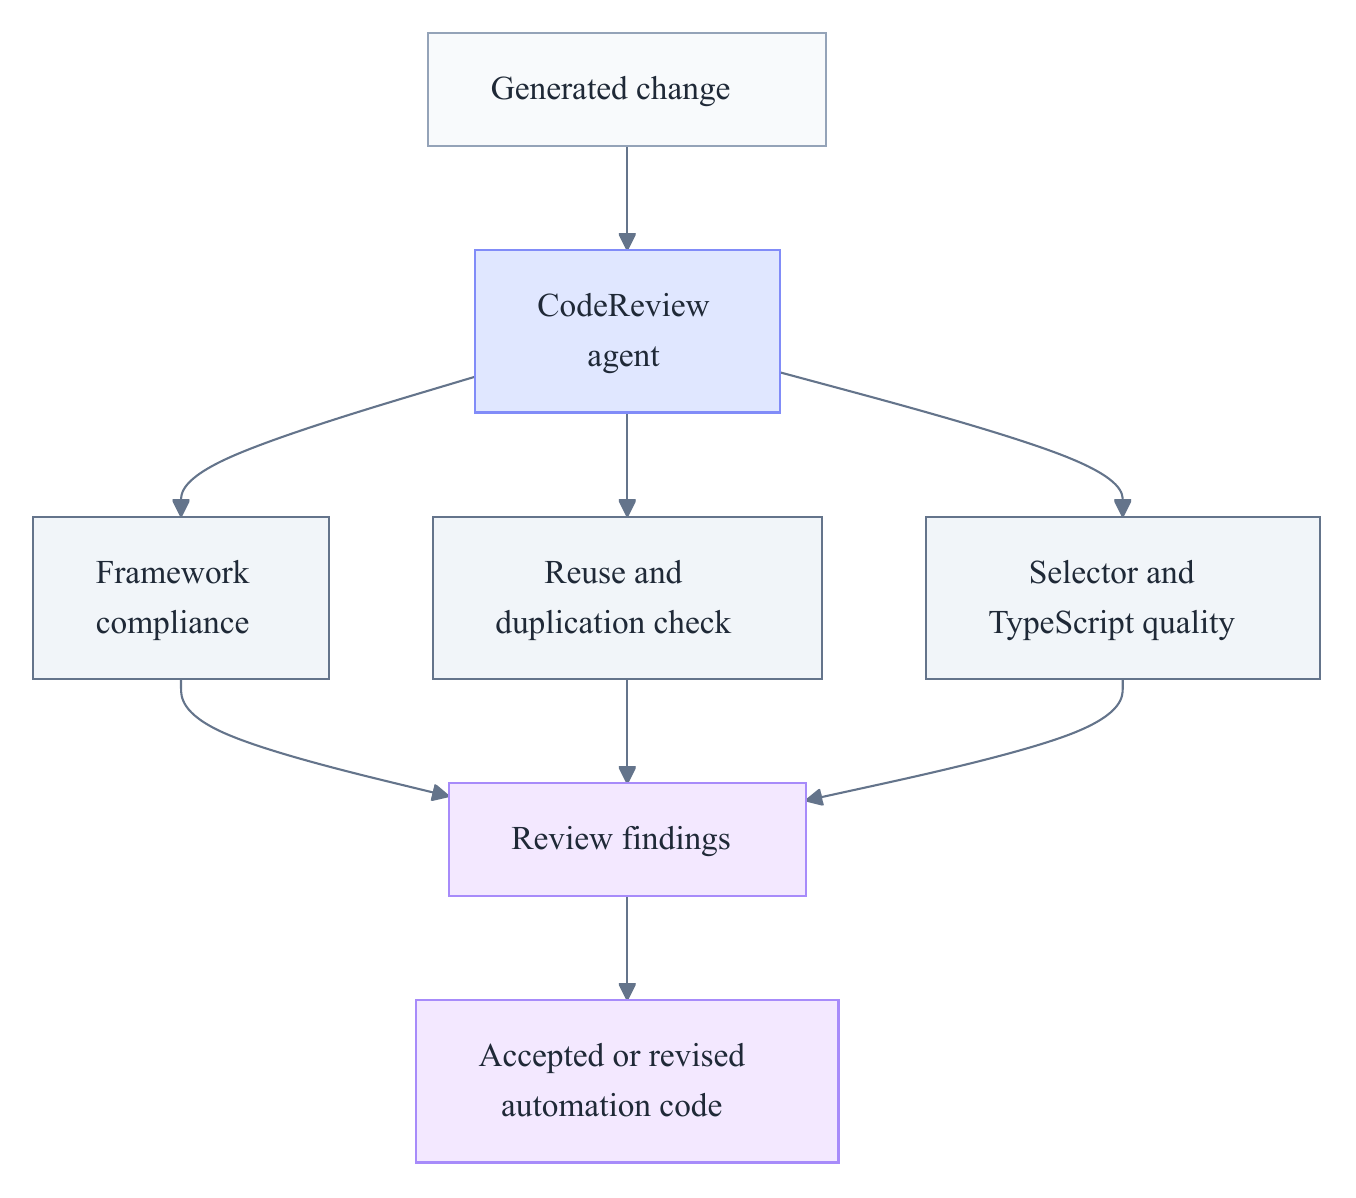 Generated change
CodeReview
agent
Framework
compliance
Reuse and
duplication check
Selector and
TypeScript quality
Review findings
Accepted or revised
automation code